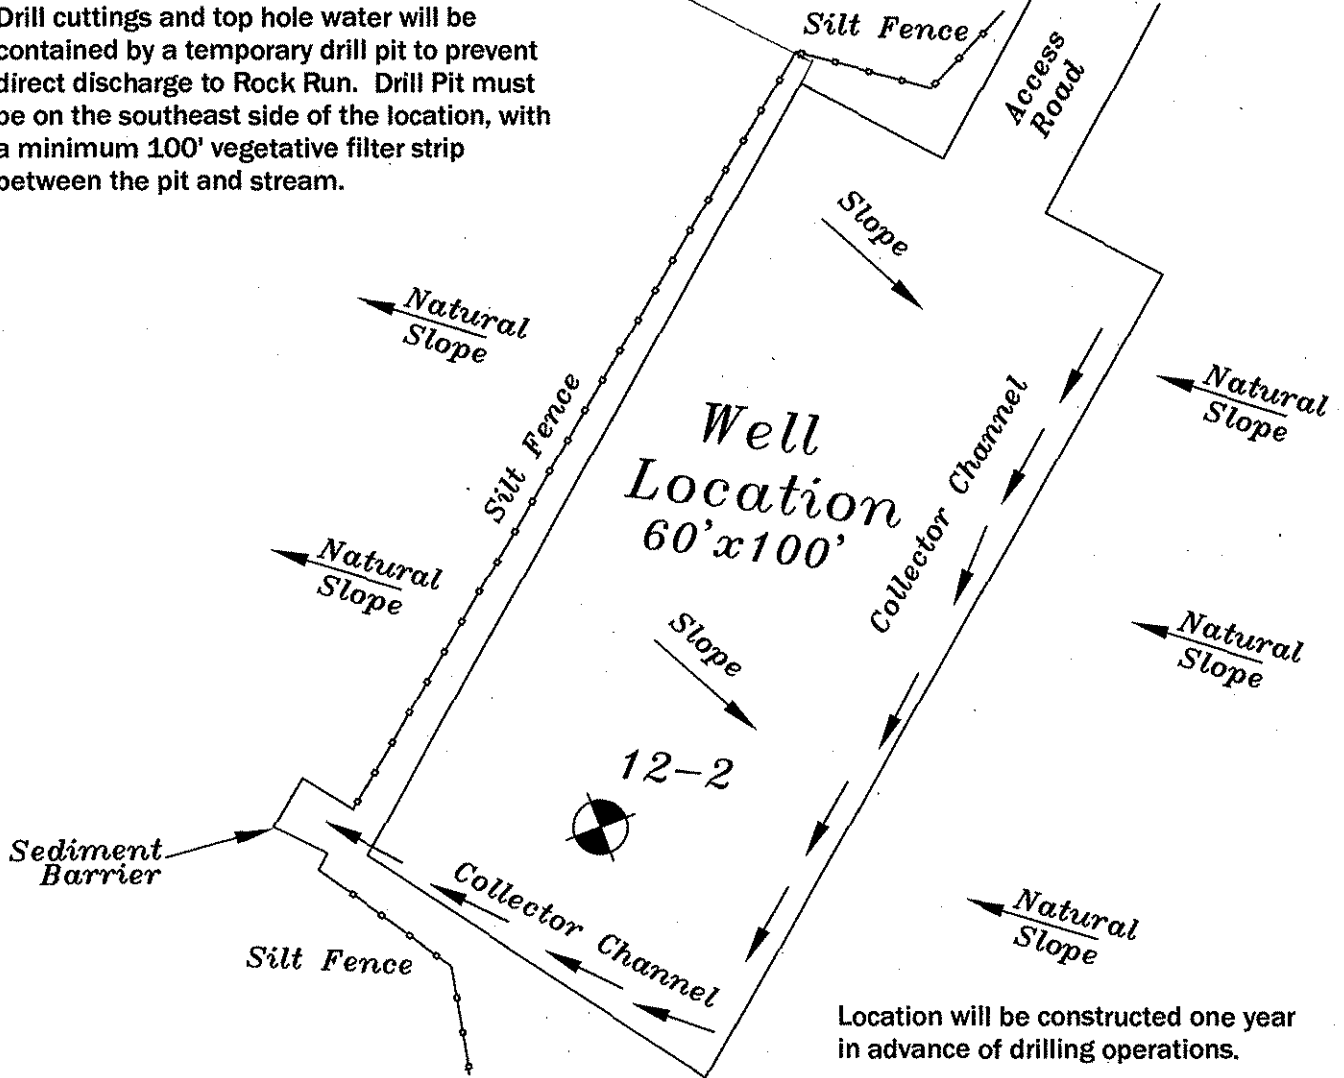 Drill cuttings and top hole water will be
contained by a temporary drill pit to prevent
direct discharge to Rock Run. Drill Pit must
be on the southeast side of the location, with
a minimum 100' vegetative filter strip
between the pit and stream.
Silt Fence
Access
Road
Slope
Natural
Slope
Natural
Slope
Silt Fence
Well
Location
60'x100'
Collector Channel
Natural
Slope
Slope
Natural
Slope
12-2
Sediment
Barrier
Collector Channel
Silt Fence
Natural
Slope
Location will be constructed one year
in advance of drilling operations.